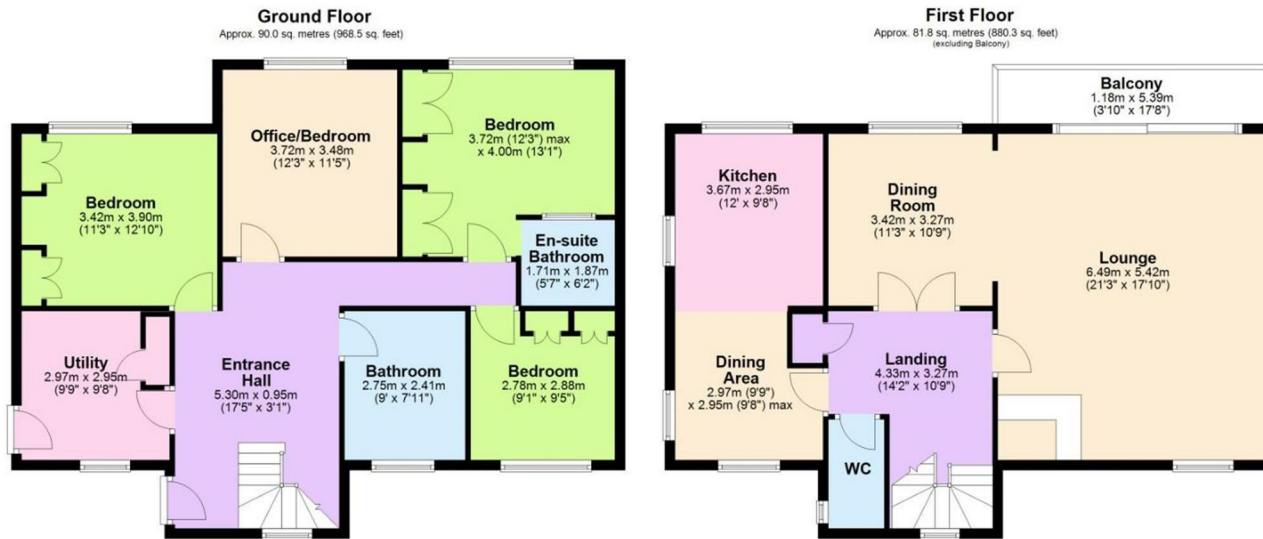 Ground Floor
Approx. 90.0 sq. metres (968.5 sq. feet)
Office/Bedroom
3.72m x 3.48m
(12'3" x 11'5")
Bedroom
3.72m (12'3") max
x 4.00m (13'1")
Bedroom
3.42m x 3.90m
(11'3" x 12'10")
En-suite
Bathroom
1.71m x 1.87m
(5'7" x 6'2")
Utility
2.97m x 2.95m
(9'9" x 9'8")
Entrance
Hall
5.30m x 0.95m
(17'5" x 3'1")
Bathroom
2.75m x 2.41m
(9' x 7'11")
Bedroom
2.78m x 2.88m
(9'1" x 9'5")
First Floor
Approx. 81.8 sq. metres (880.3 sq. feet)
(excluding Balcony)
Balcony
1.18m x 5.39m
(3'10" x 17'8")
Kitchen
3.67m x 2.95m
(12' x 9'8")
Dining
Room
3.42m x 3.27m
(11'3" x 10'9")
Lounge
6.49m x 5.42m
(21'3" x 17'10")
Dining
Area
2.97m (9'9")
x 2.95m (9'8") max
Landing
4.33m x 3.27m
(14'2" x 10'9")
WC